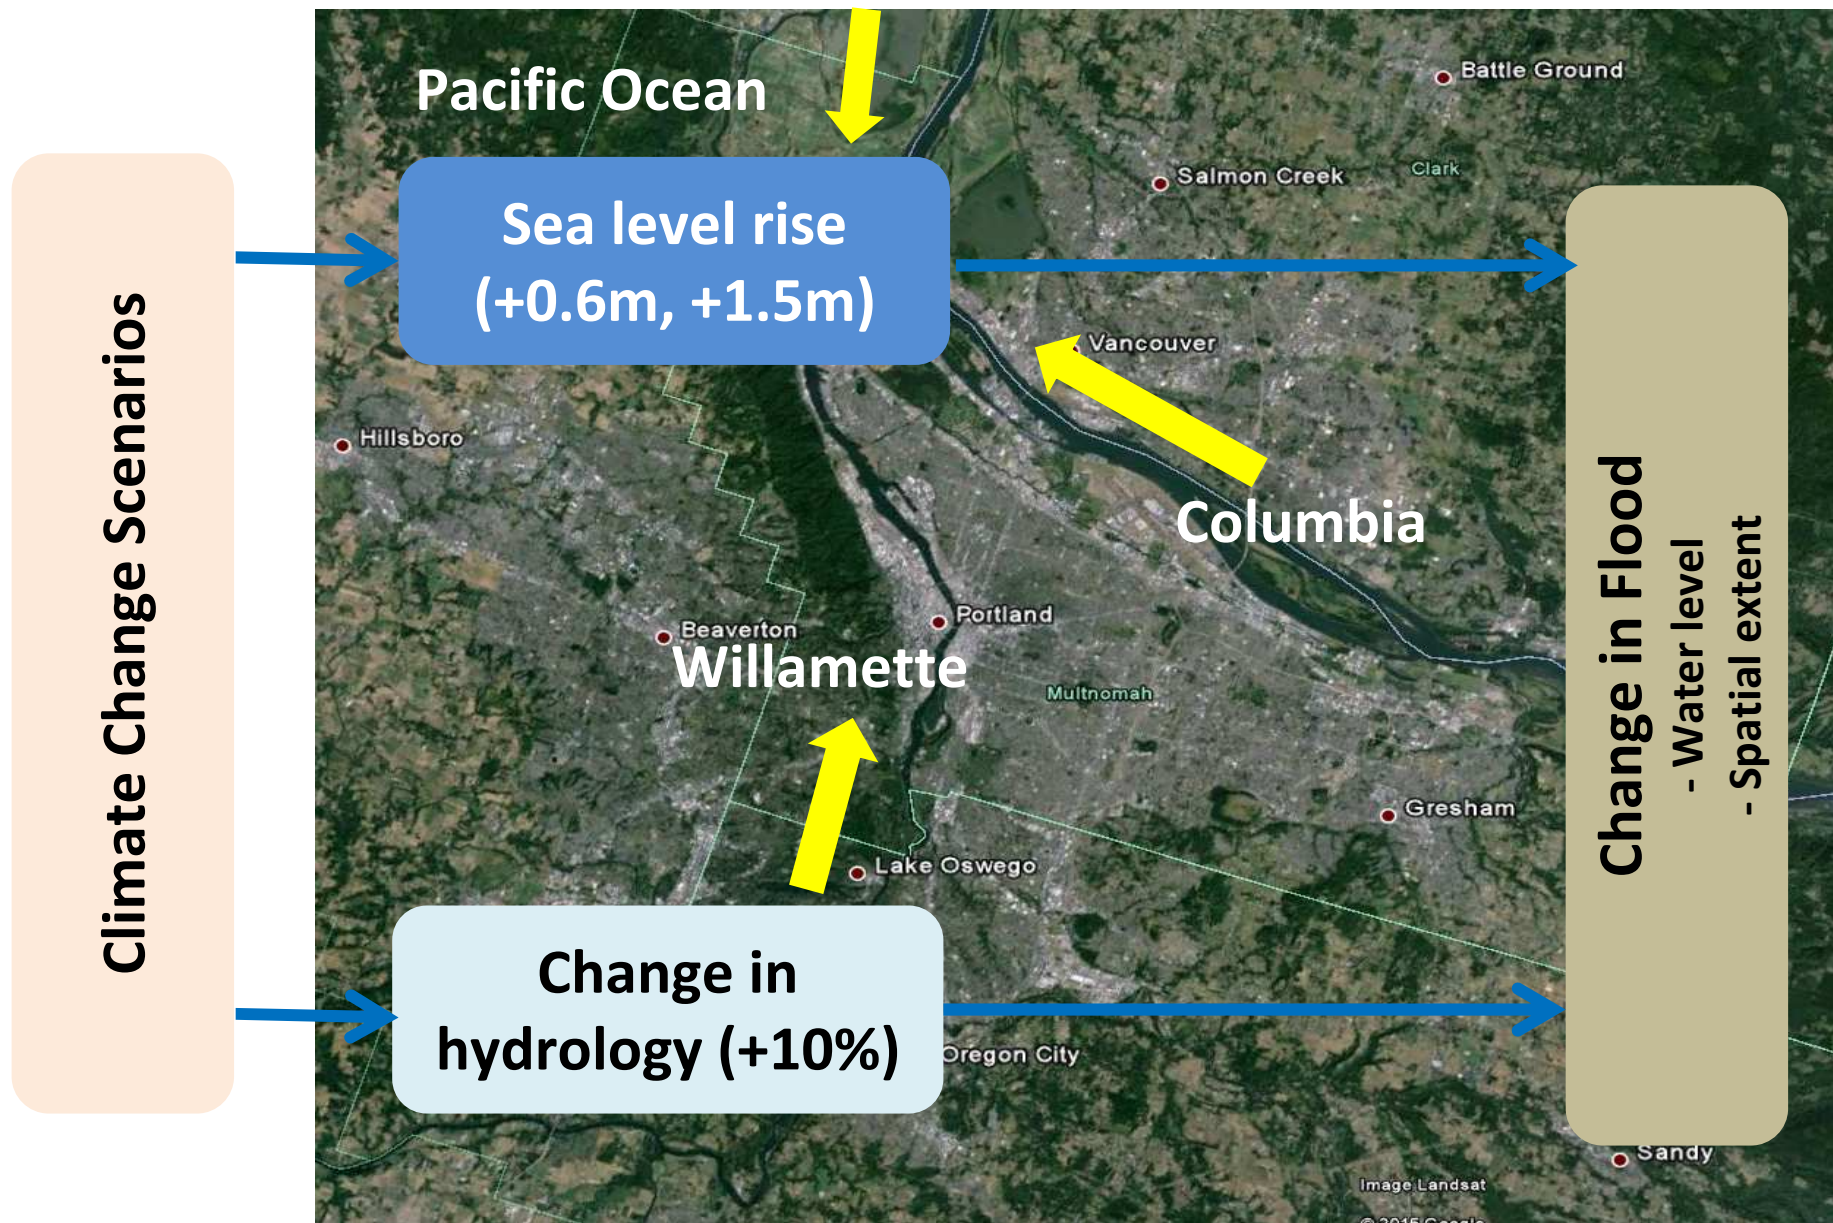 Pacific Ocean
Battle Ground
Salmon Creek
Clark
Sea level rise
(+0.6m, +1.5m)
Vancouver
Hillsboro
Columbia
Climate Change Scenarios
Change in Flood
- Water level
- Spatial extent
Portland
Beaverton
Willamette
Multnomah
Gresham
Lake Oswego
Change in
hydrology (+10%)
Oregon City
Sandy
Image Landsat
© 2015 Google